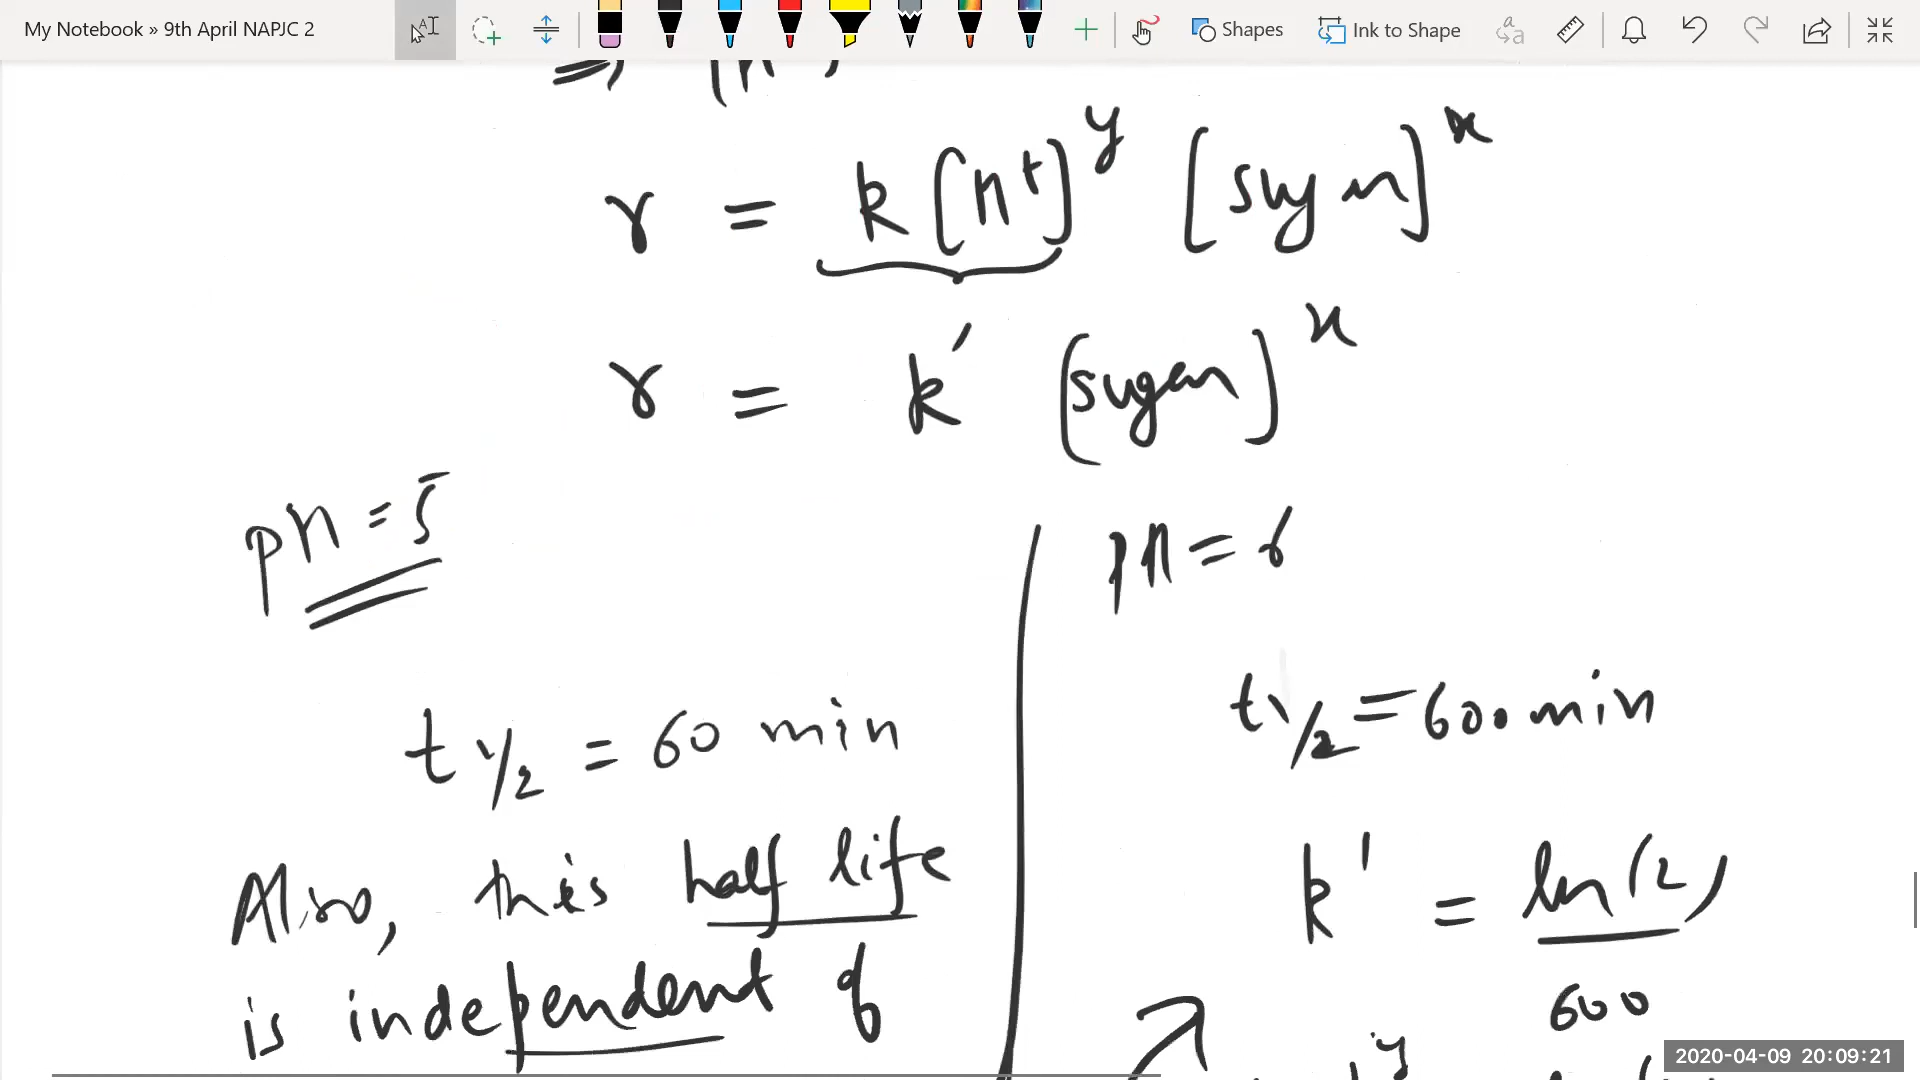 My Notebook » 9th April NAPJC 2
Shapes
Ink to Shape
r = k [H+]^y [sugar]^x
r = k' [sugar]^x
pH = 5
t 1/2 = 60 min
Also, this half life
is independent of
pH = 6
t 1/2 = 600 min
k' = ln(2)
600
y
2020-04-09 20:09:21